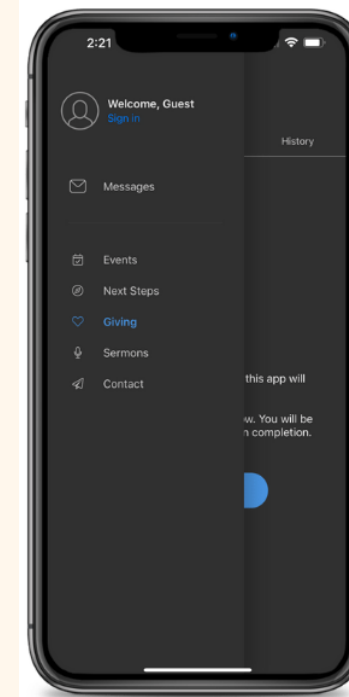 2:21
Welcome, Guest
Sign in
History
Messages
Events
Next Steps
Giving
Sermons
this app will
Contact
w. You will be
n completion.